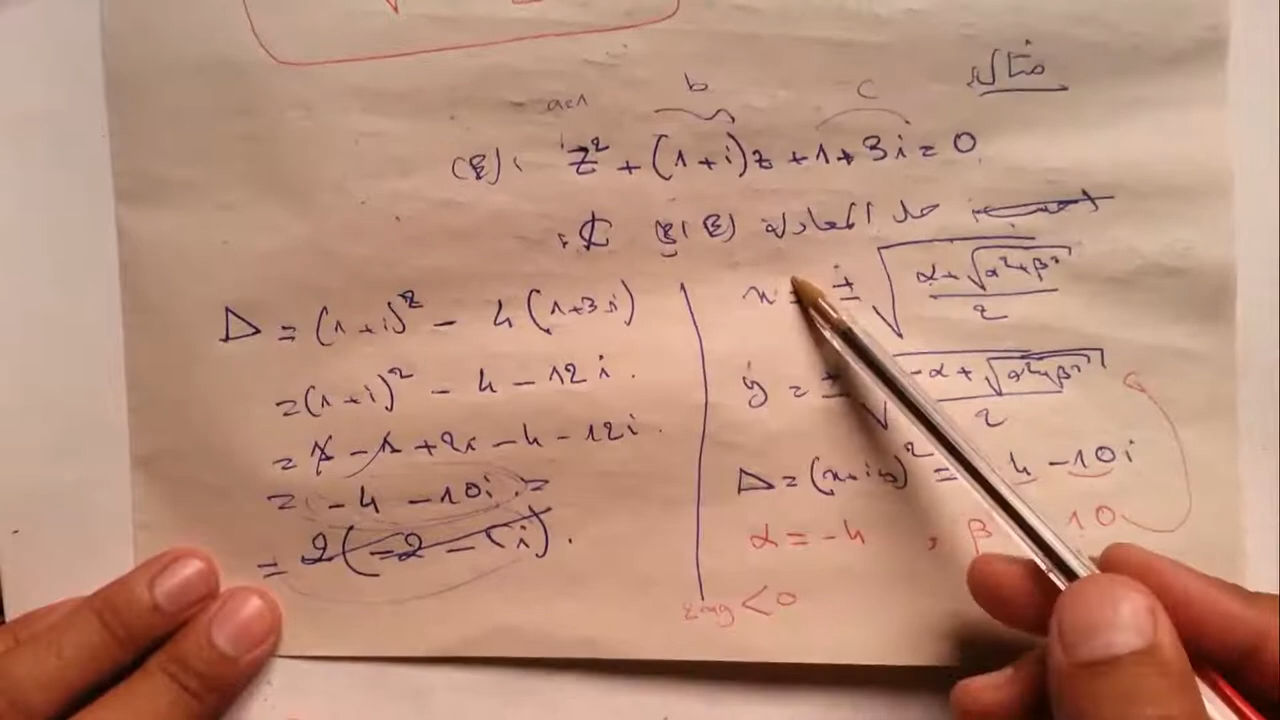 مثال
a=1 b c
(E): z² + (1+i)z + 1 + 3i = 0
حل المعادلة (E) في ℂ:
Δ = (1+i)² - 4(1+3i)
= (1+i)² - 4 - 12i.
= 1 - 1 + 2i - 4 - 12i.
= -4 - 10i =
= 2(-2 - 5i).
x = ± √((α + √(α²+β²))/2)
y = ± √((-α + √(α²+β²))/2)
Δ = (x+iy)² = 4 - 10i
α = -4 , β 10
xy < 0